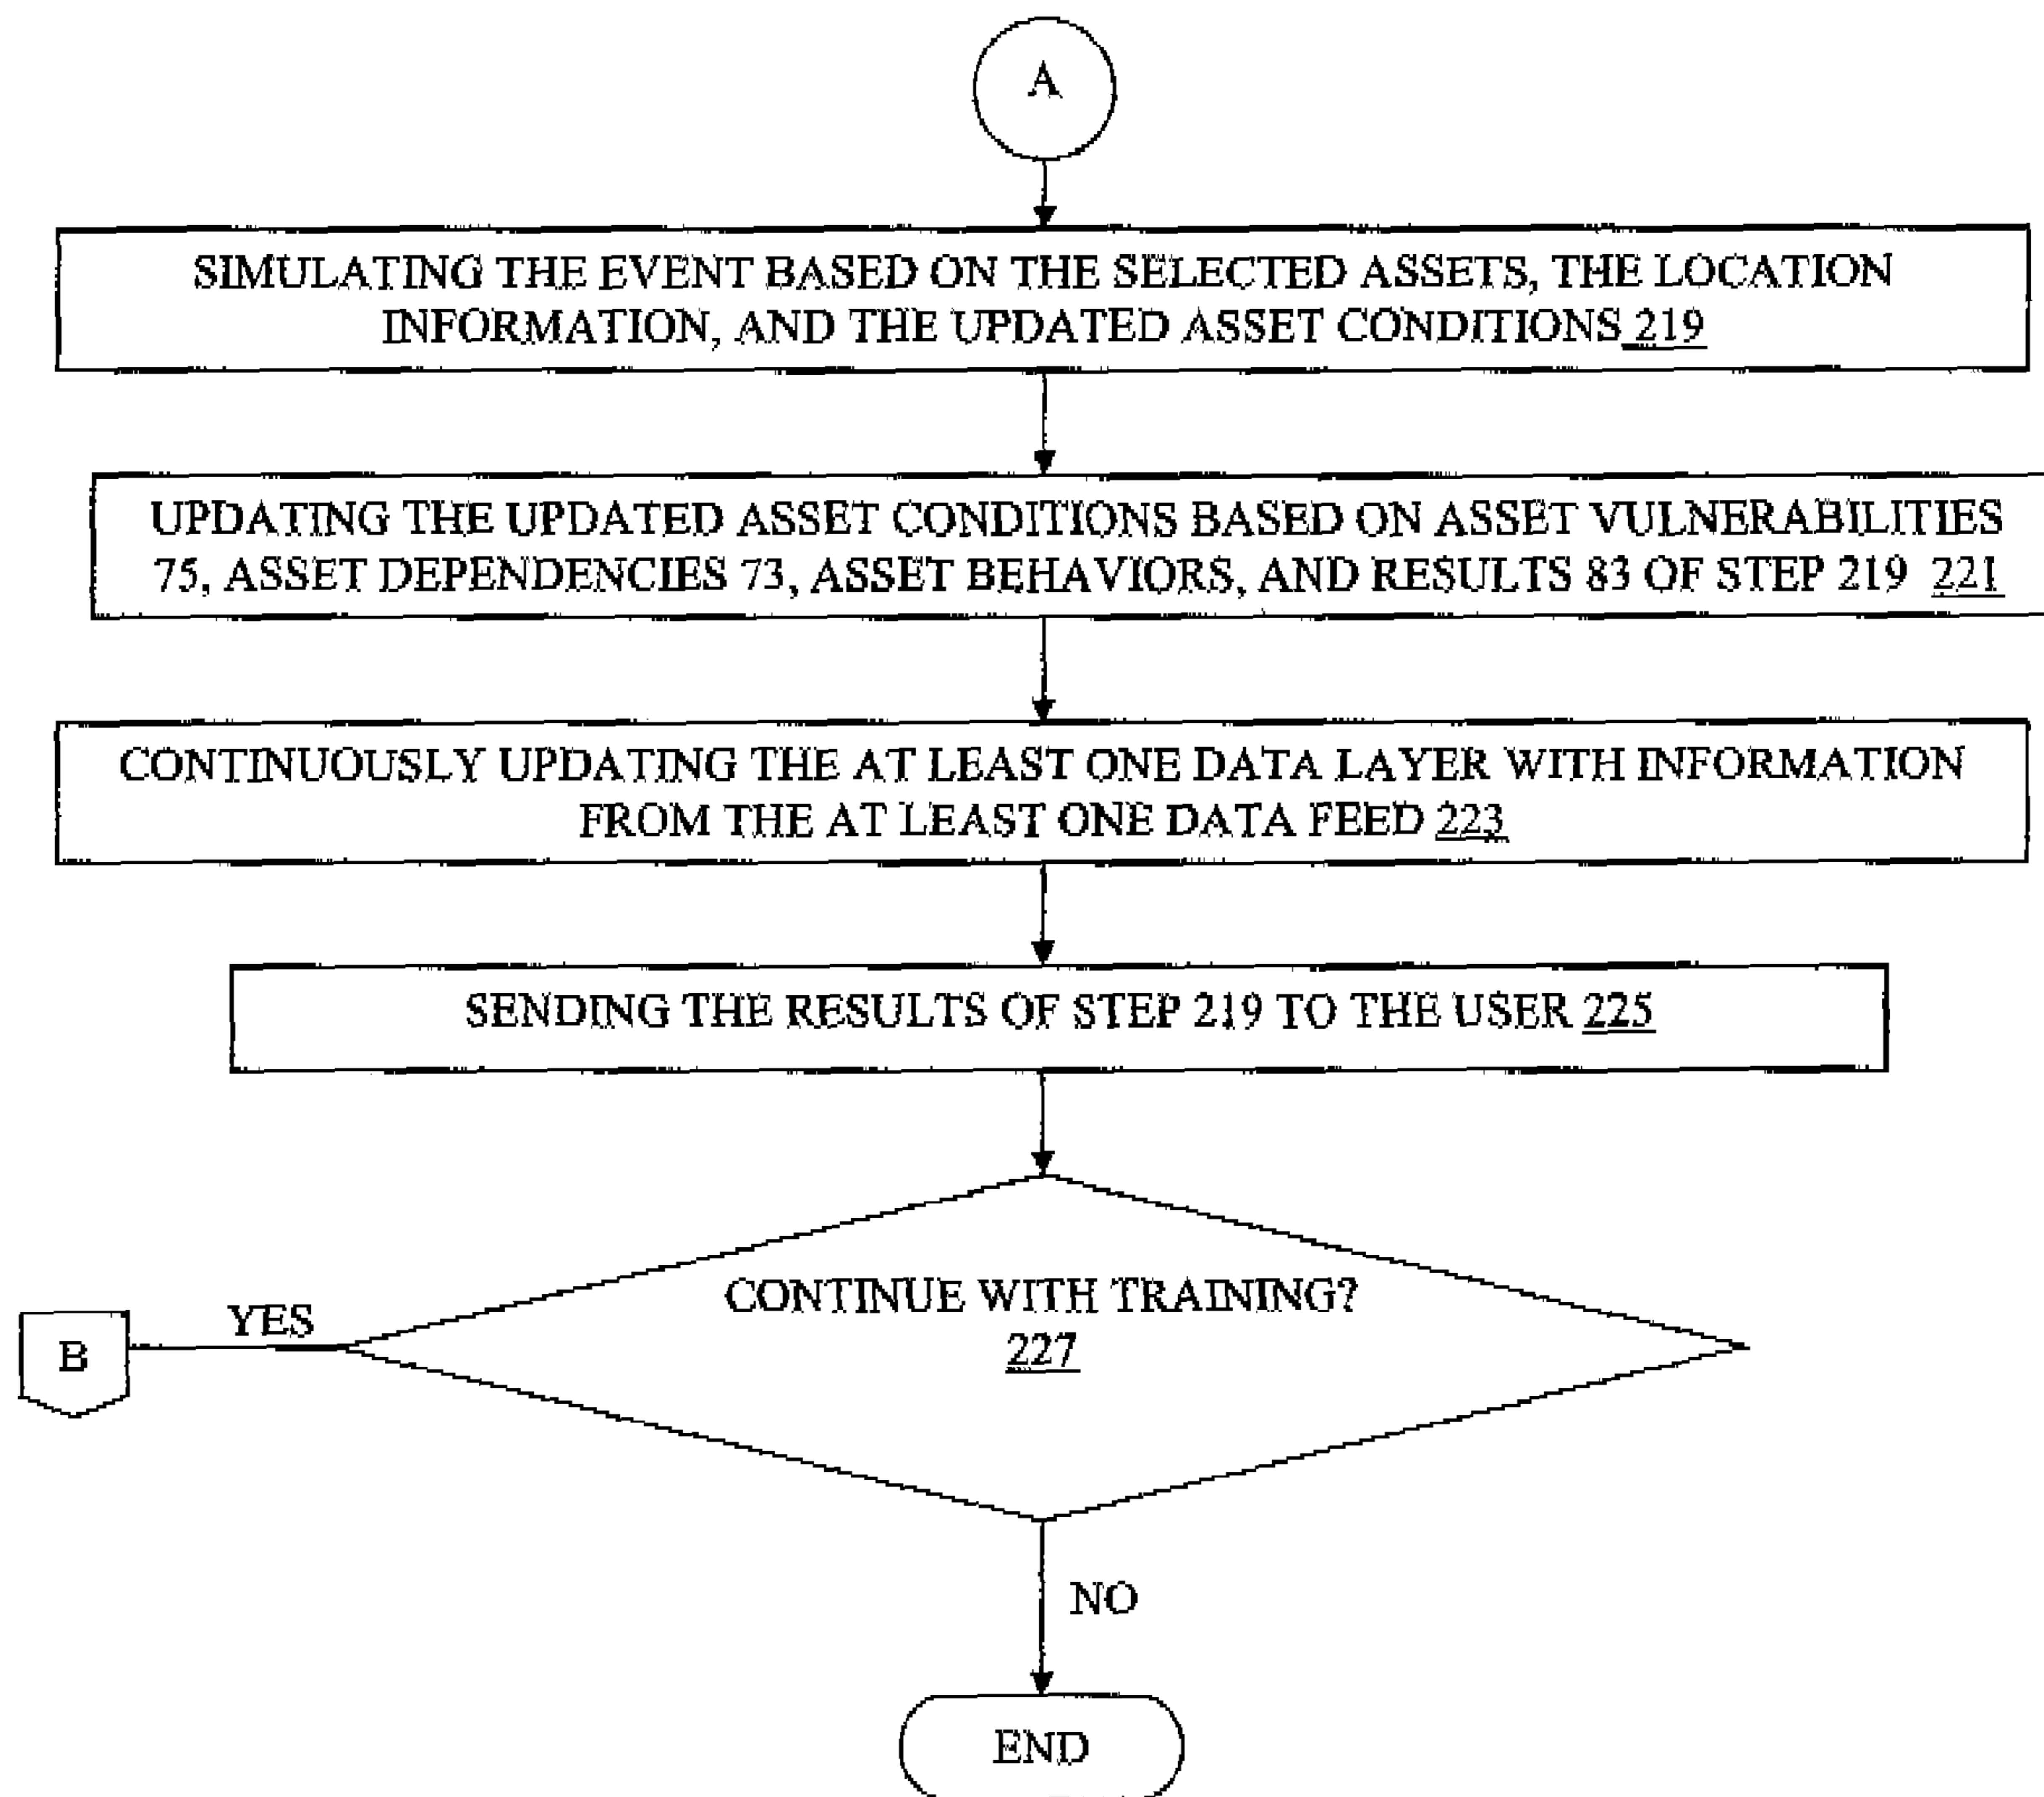 A
SIMULATING THE EVENT BASED ON THE SELECTED ASSETS, THE LOCATION
INFORMATION, AND THE UPDATED ASSET CONDITIONS 219
UPDATING THE UPDATED ASSET CONDITIONS BASED ON ASSET VULNERABILITIES
75, ASSET DEPENDENCIES 73, ASSET BEHAVIORS, AND RESULTS 83 OF STEP 219 221
CONTINUOUSLY UPDATING THE AT LEAST ONE DATA LAYER WITH INFORMATION
FROM THE AT LEAST ONE DATA FEED 223
SENDING THE RESULTS OF STEP 219 TO THE USER 225
CONTINUE WITH TRAINING?
227
YES
B
NO
END